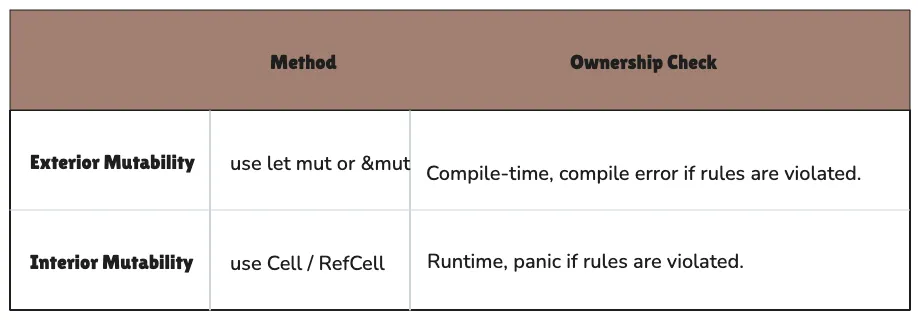 Method
Ownership Check
Exterior Mutability
use let mut or &mut
Compile-time, compile error if rules are violated.
Interior Mutability
use Cell / RefCell
Runtime, panic if rules are violated.